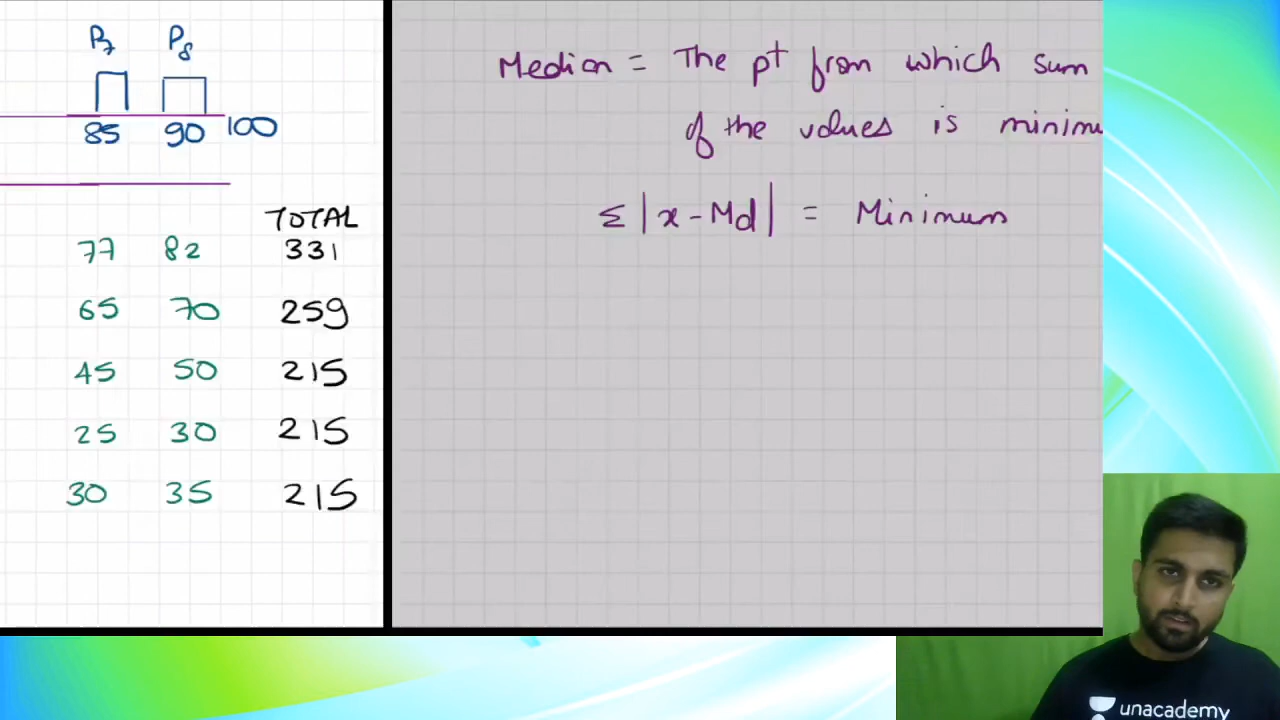 P7 P8
85 90 100
TOTAL
77 82 331
65 70 259
45 50 215
25 30 215
30 35 215
Median = The pt from which sum
of the values is minimu
Σ |x - Md| = Minimum
unacademy